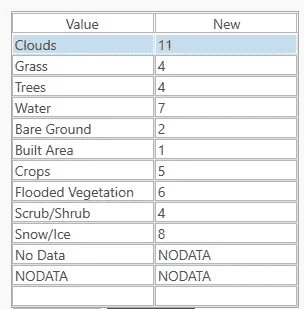 Value New
Clouds 11
Grass 4
Trees 4
Water 7
Bare Ground 2
Built Area 1
Crops 5
Flooded Vegetation 6
Scrub/Shrub 4
Snow/Ice 8
No Data NODATA
NODATA NODATA